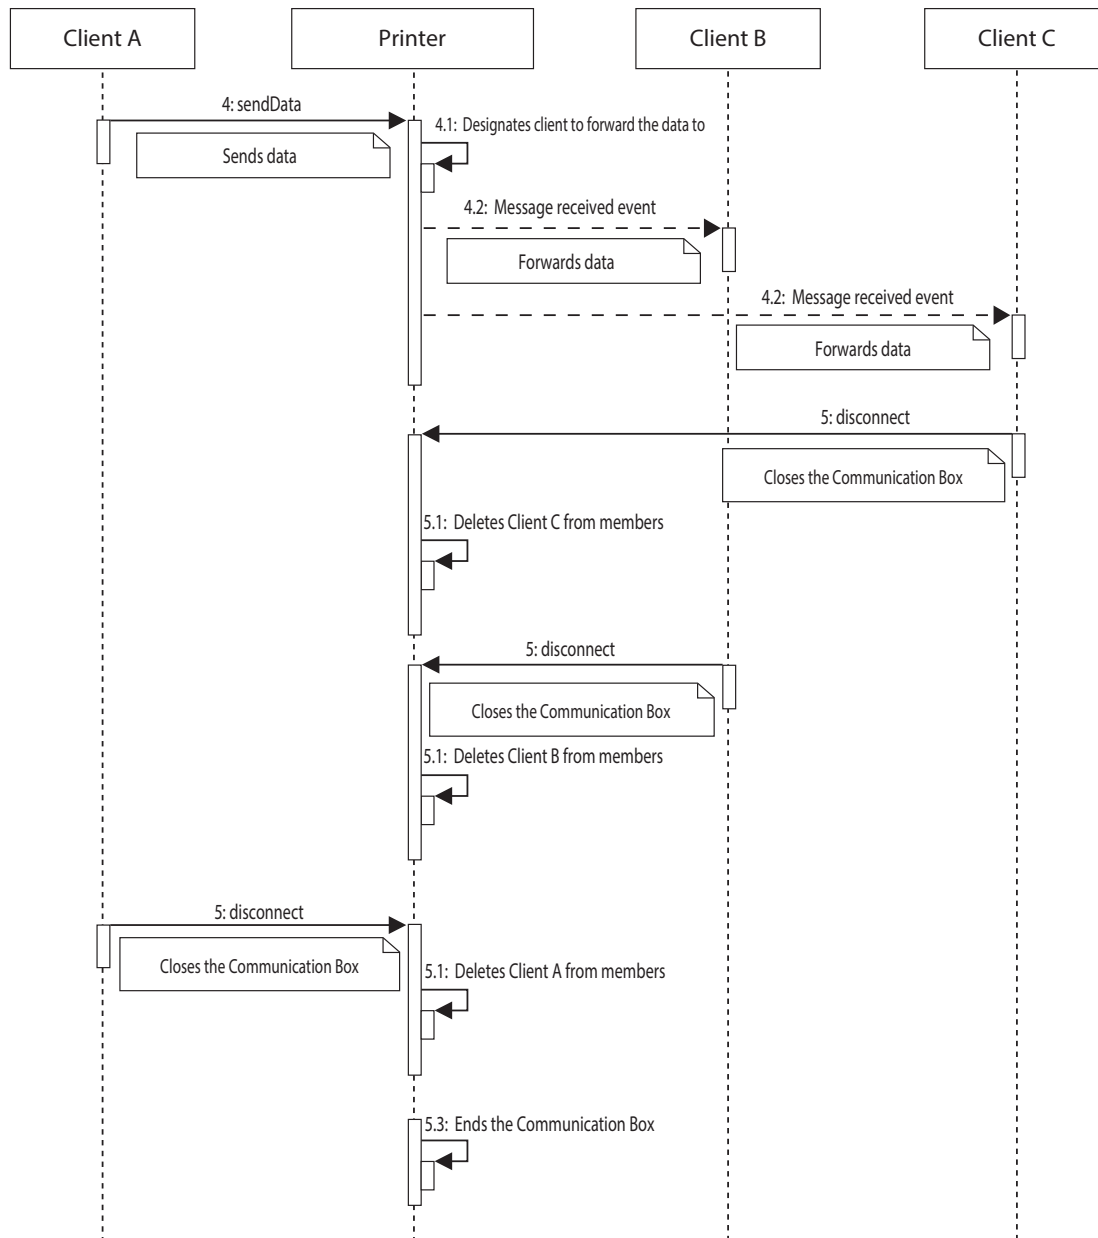 Client A
Printer
Client B
Client C
4: sendData
Sends data
4.1: Designates client to forward the data to
4.2: Message received event
Forwards data
4.2: Message received event
Forwards data
5: disconnect
Closes the Communication Box
5.1: Deletes Client C from members
5: disconnect
Closes the Communication Box
5.1: Deletes Client B from members
5: disconnect
Closes the Communication Box
5.1: Deletes Client A from members
5.3: Ends the Communication Box